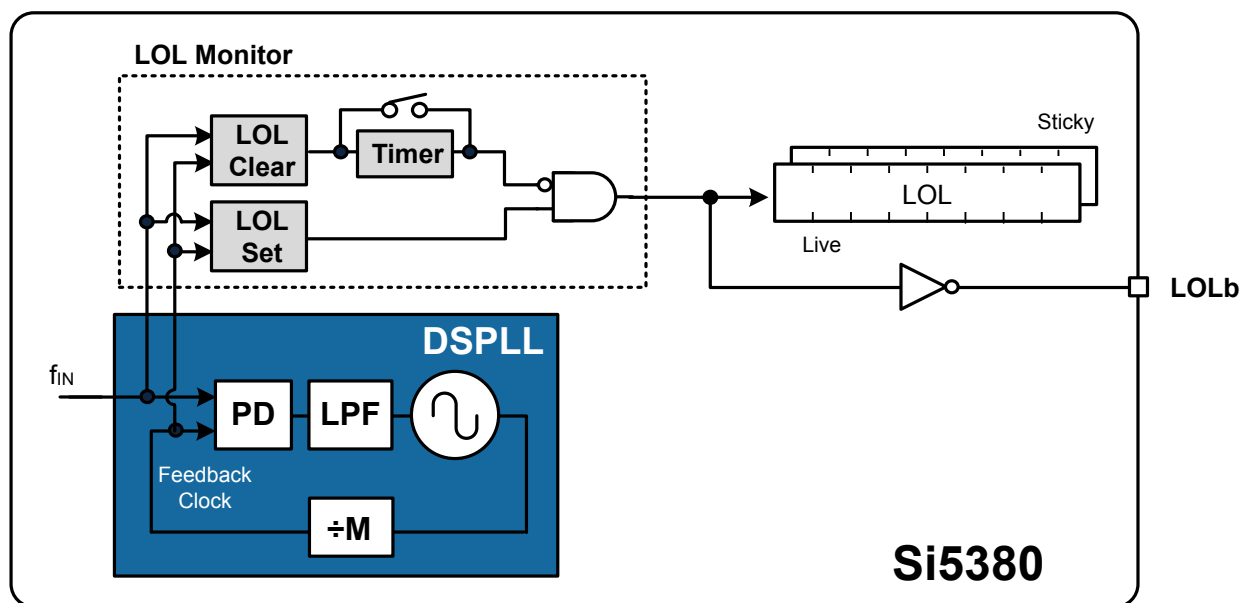 LOL Monitor
LOL
Clear
Timer
Sticky
LOL
Live
LOL
Set
LOLb
DSPLL
fIN
PD
LPF
Feedback
Clock
÷M
Si5380